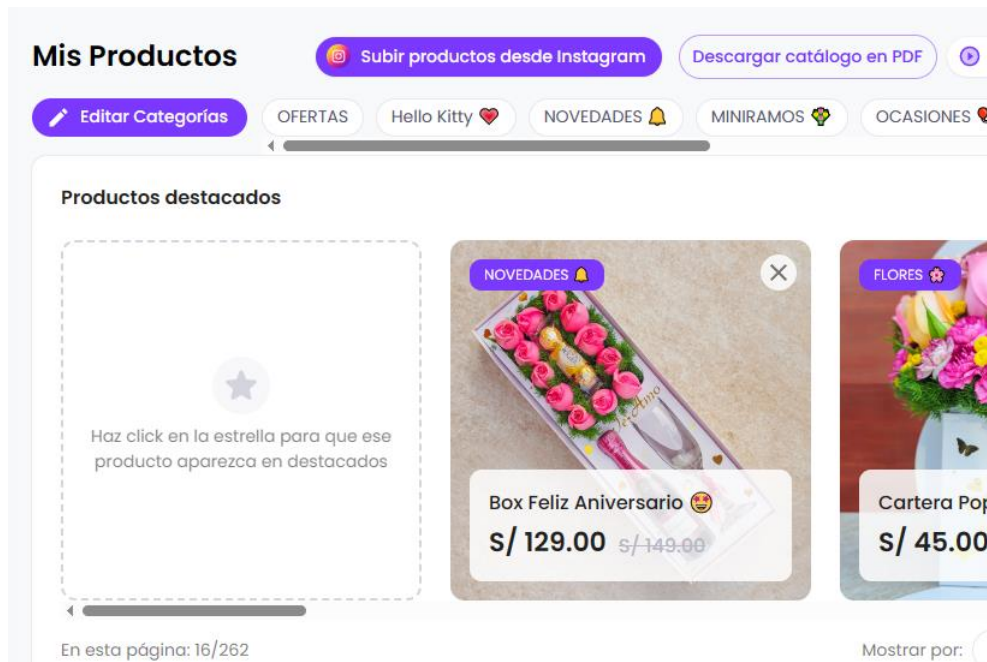 Mis Productos
Subir productos desde Instagram
Descargar catálogo en PDF
Editar Categorías
OFERTAS
Hello Kitty 💝
NOVEDADES 🔔
MINIRAMOS 💐
OCASIONES
Productos destacados
Haz click en la estrella para que ese
producto aparezca en destacados
NOVEDADES 🔔
Te Amo
Box Feliz Aniversario 🤩
S/ 129.00 S/ 149.00
FLORES 🌸
Cartera Pop
S/ 45.00
En esta página: 16/262
Mostrar por: